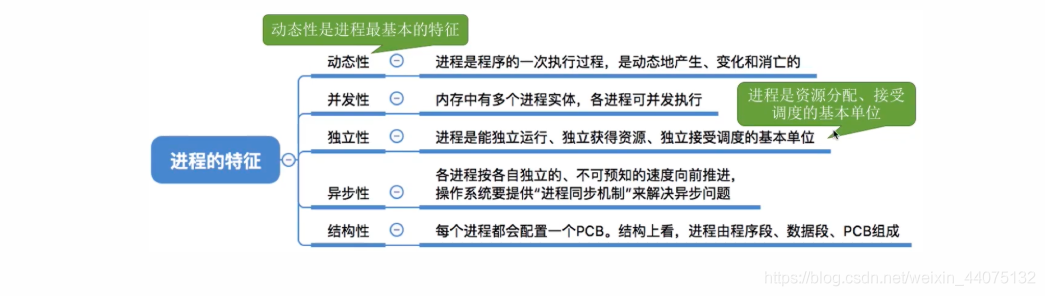 动态性是进程最基本的特征
动态性
进程是程序的一次执行过程，是动态地产生、变化和消亡的
并发性
内存中有多个进程实体，各进程可并发执行
进程是资源分配、接受
调度的基本单位
独立性
进程是能独立运行、独立获得资源、独立接受调度的基本单位
进程的特征
异步性
各进程按各自独立的、不可预知的速度向前推进，
操作系统要提供“进程同步机制”来解决异步问题
结构性
每个进程都会配置一个PCB。结构上看，进程由程序段、数据段、PCB组成
https://blog.csdn.net/weixin_44075132